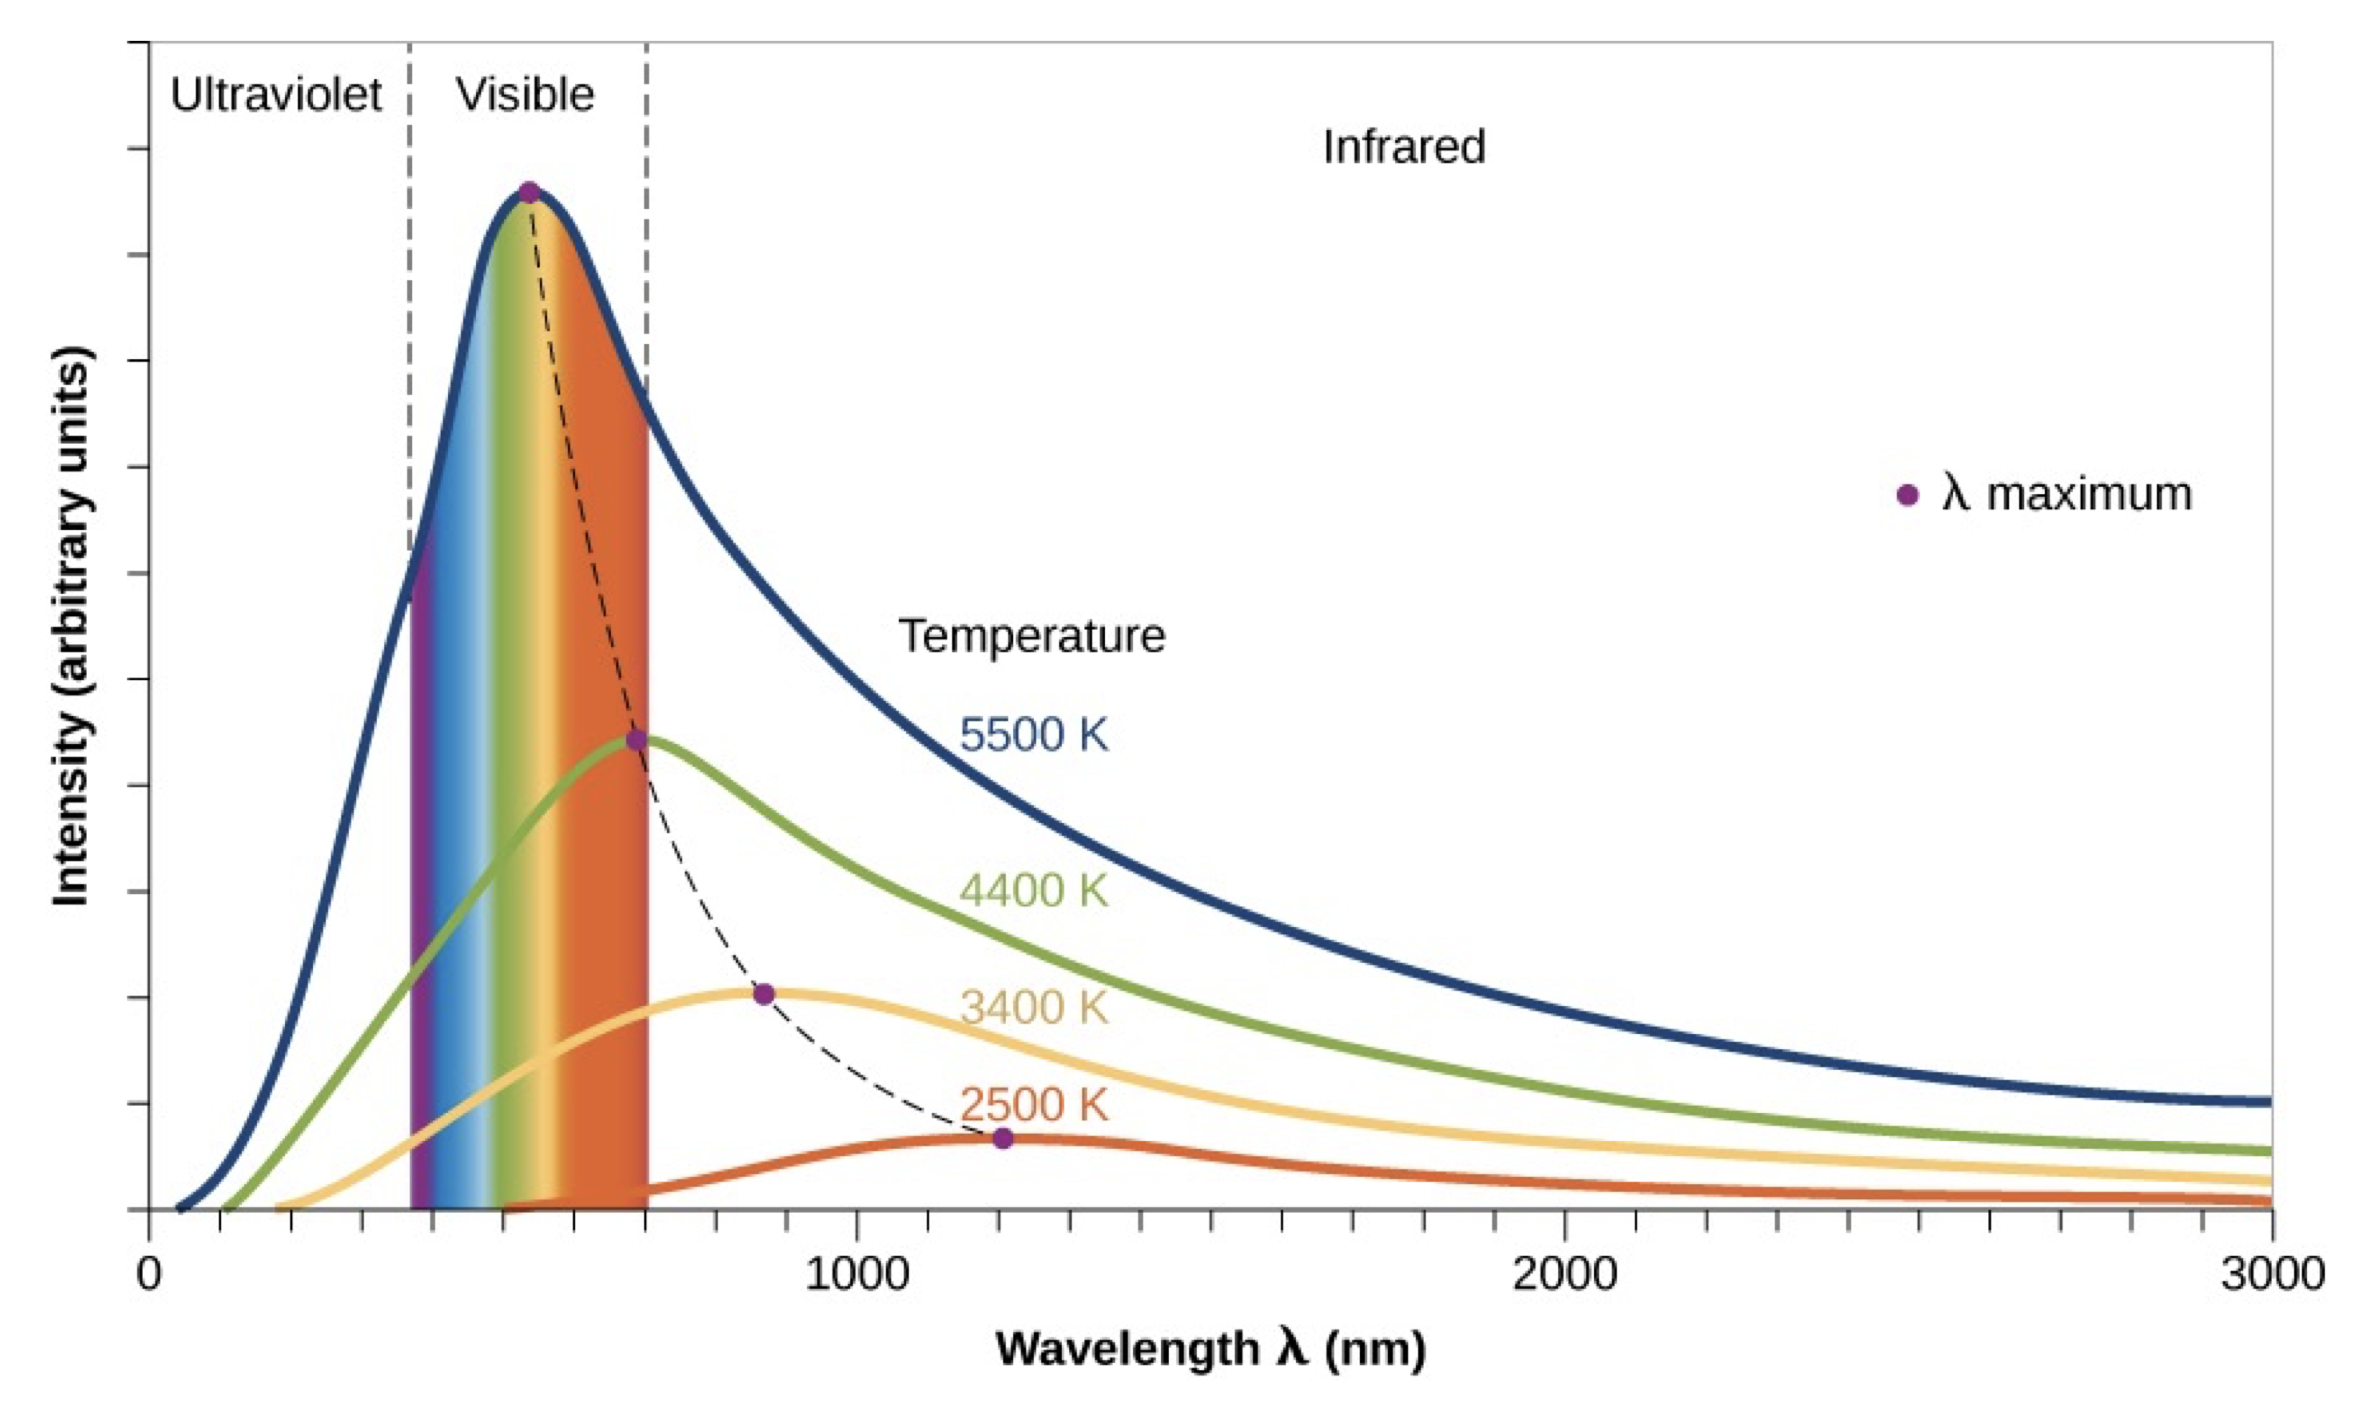 Ultraviolet
Visible
Infrared
λ maximum
Temperature
5500 K
4400 K
3400 K
2500 K
Intensity (arbitrary units)
0
1000
2000
3000
Wavelength λ (nm)